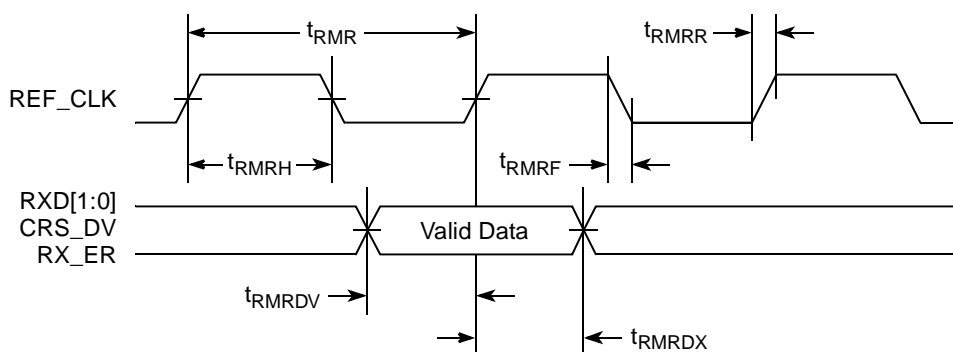 tRMR
tRMRR
REF_CLK
tRMRH
tRMRF
RXD[1:0]
CRS_DV
Valid Data
RX_ER
tRMRDV
tRMRDX